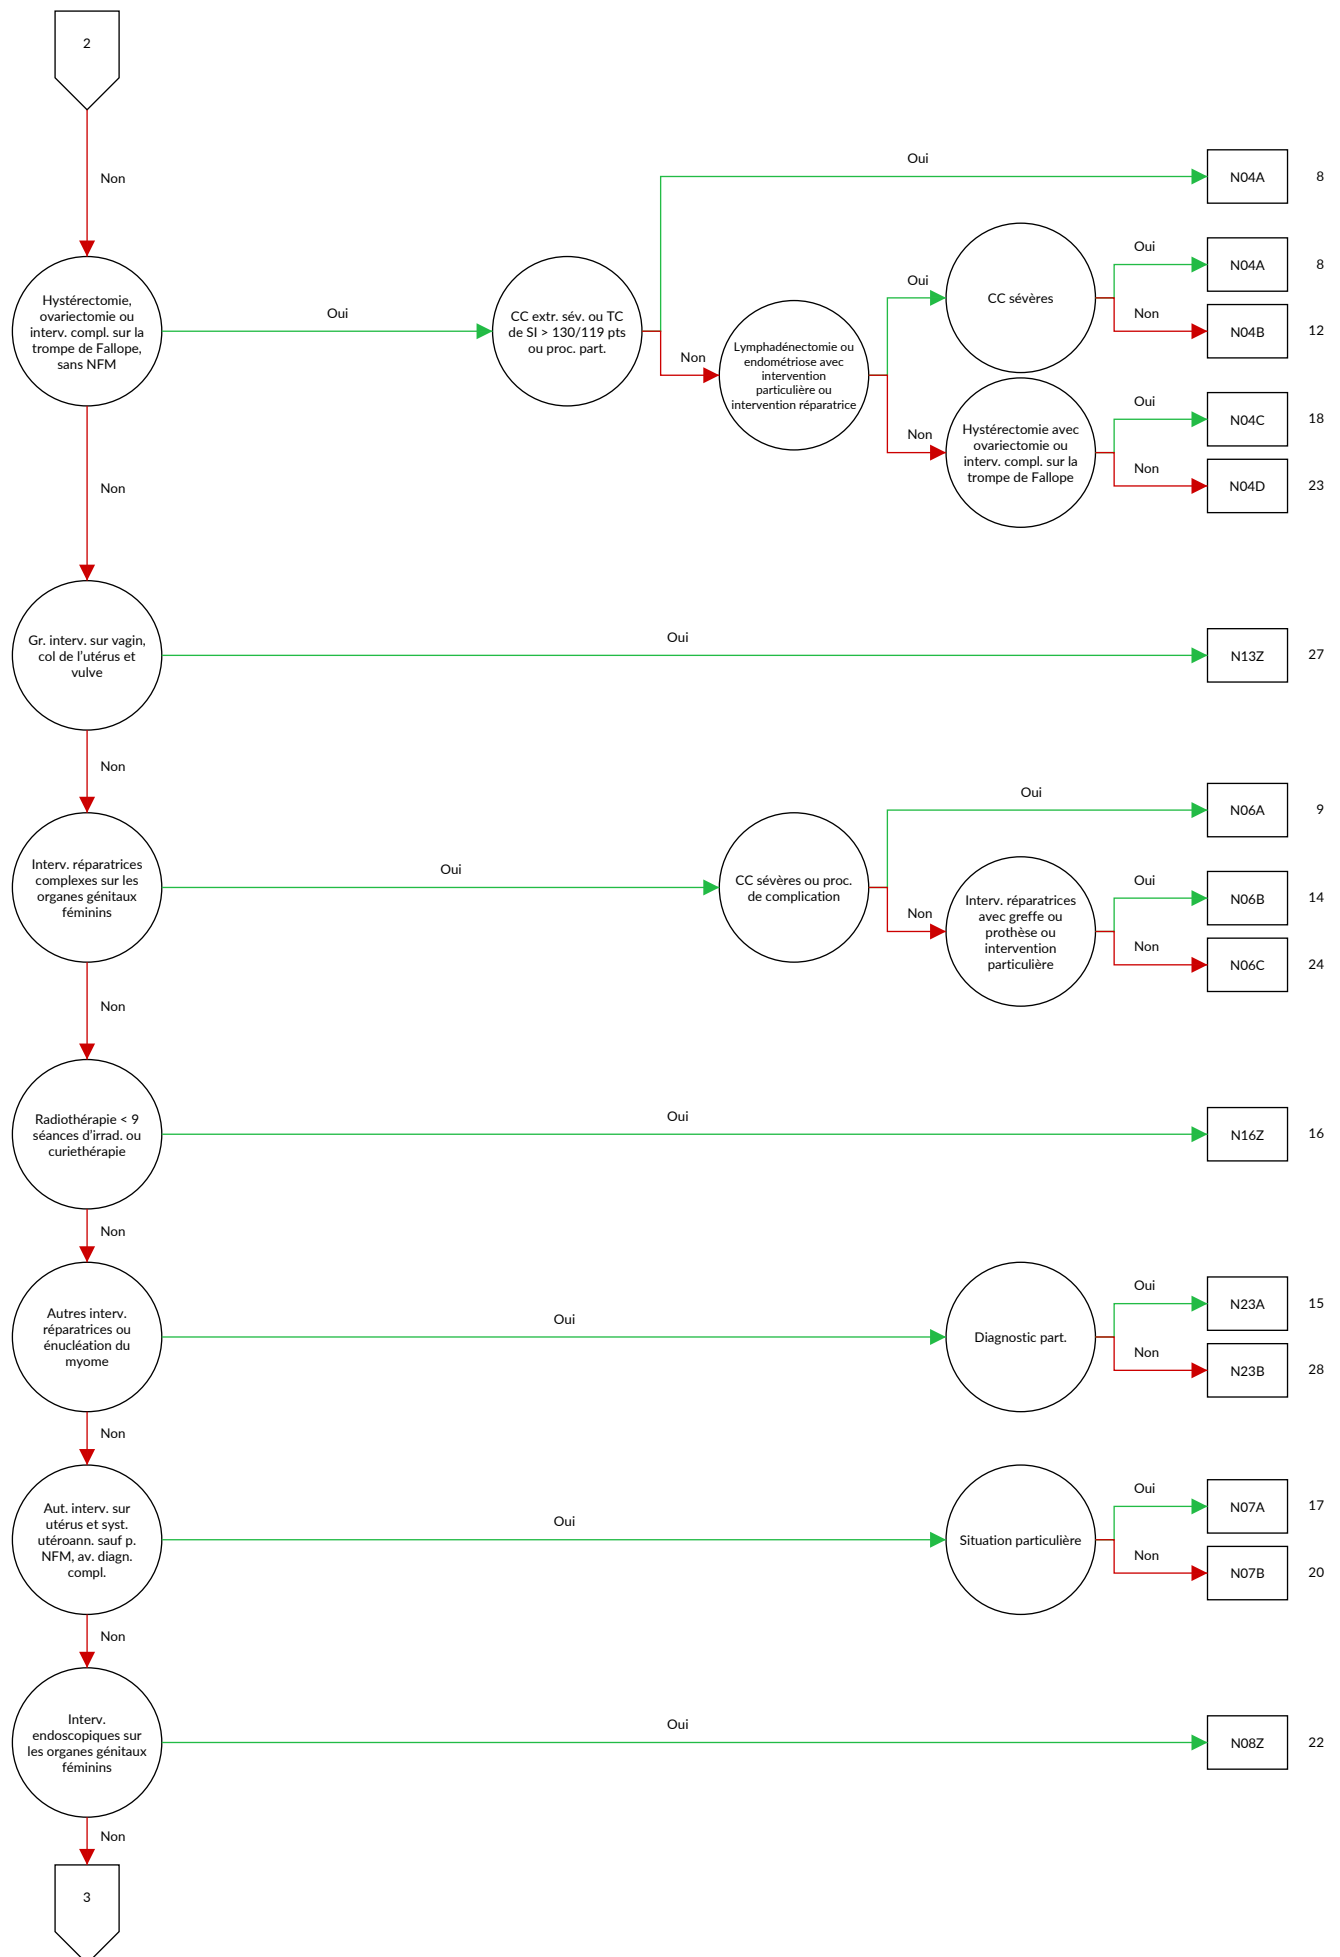 2
Non
Hystérectomie,
ovariectomie ou
interv. compl. sur la
trompe de Fallope,
sans NFM
Oui
CC extr. sév. ou TC
de SI > 130/119 pts
ou proc. part.
Oui
N04A
8
Non
Lymphadénectomie ou
endométriose avec
intervention
particulière ou
intervention réparatrice
Oui
CC sévères
Oui
N04A
8
Non
N04B
12
Non
Hystérectomie avec
ovariectomie ou
interv. compl. sur la
trompe de Fallope
Oui
N04C
18
Non
N04D
23
Non
Gr. interv. sur vagin,
col de l'utérus et
vulve
Oui
N13Z
27
Non
Interv. réparatrices
complexes sur les
organes génitaux
féminins
Oui
CC sévères ou proc.
de complication
Oui
N06A
9
Non
Interv. réparatrices
avec greffe ou
prothèse ou
intervention
particulière
Oui
N06B
14
Non
N06C
24
Non
Radiothérapie < 9
séances d'irrad. ou
curiethérapie
Oui
N16Z
16
Non
Autres interv.
réparatrices ou
énucléation du
myome
Oui
Diagnostic part.
Oui
N23A
15
Non
N23B
28
Non
Aut. interv. sur
utérus et syst.
utéroann. sauf p.
NFM, av. diagn.
compl.
Oui
Situation particulière
Oui
N07A
17
Non
N07B
20
Non
Interv.
endoscopiques sur
les organes génitaux
féminins
Oui
N08Z
22
Non
3